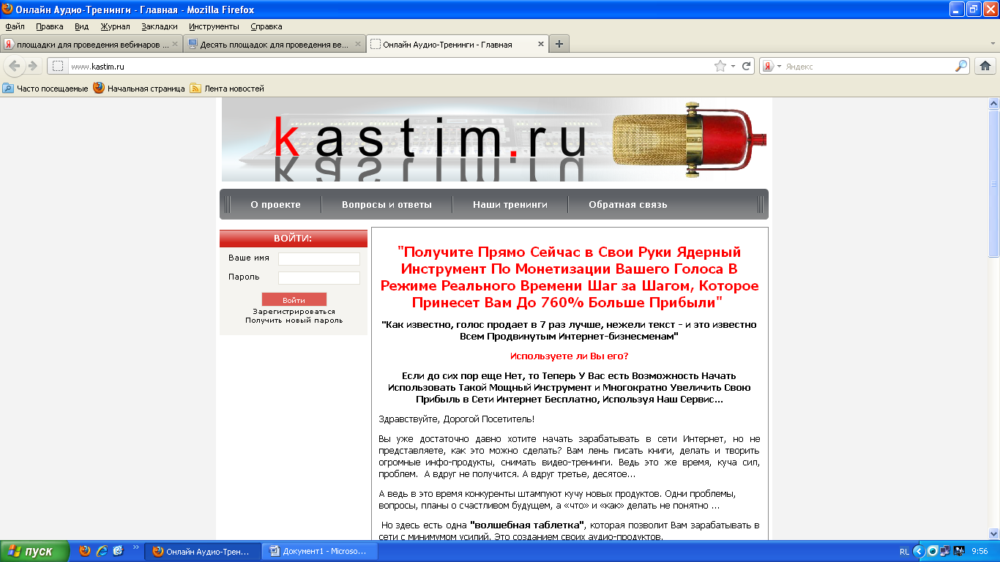 Онлайн Аудио-Тренинги - Главная - Mozilla Firefox
Файл Правка Вид Журнал Закладки Инструменты Справка
площадки для проведения вебинаров ... Десять площадок для проведения ве... Онлайн Аудио-Тренинги - Главная
www.kastim.ru Яндекс
Часто посещаемые Начальная страница Лента новостей
kastim.ru
О проекте Вопросы и ответы Наши тренинги Обратная связь
ВОЙТИ:
Ваше имя
Пароль
Войти
Зарегистрироваться
Получить новый пароль
"Получите Прямо Сейчас в Свои Руки Ядерный
Инструмент По Монетизации Вашего Голоса В
Режиме Реального Времени Шаг за Шагом, Которое
Принесет Вам До 760% Больше Прибыли"
"Как известно, голос продает в 7 раз лучше, нежели текст - и это известно
Всем Продвинутым Интернет-бизнесменам"
Используете ли Вы его?
Если до сих пор еще Нет, то Теперь У Вас есть Возможность Начать
Использовать Такой Мощный Инструмент и Многократно Увеличить Свою
Прибыль в Сети Интернет Бесплатно, Используя Наш Сервис...
Здравствуйте, Дорогой Посетитель!
Вы уже достаточно давно хотите начать зарабатывать в сети Интернет, но не
представляете, как это можно сделать? Вам лень писать книги, делать и творить
огромные инфо-продукты, снимать видео-тренинги. Ведь это же время, куча сил,
проблем. А вдруг не получится. А вдруг третье, десятое...
А ведь в это время конкуренты штампуют кучу новых продуктов. Одни проблемы,
вопросы, планы о счастливом будущем, а «что» и «как» делать не понятно ...
Но здесь есть одна "волшебная таблетка", которая позволит Вам зарабатывать в
сети с минимумом усилий. Это созданием своих аудио-продуктов.
пуск Онлайн Аудио-Трен... Документ1 - Microso... RL 9:56